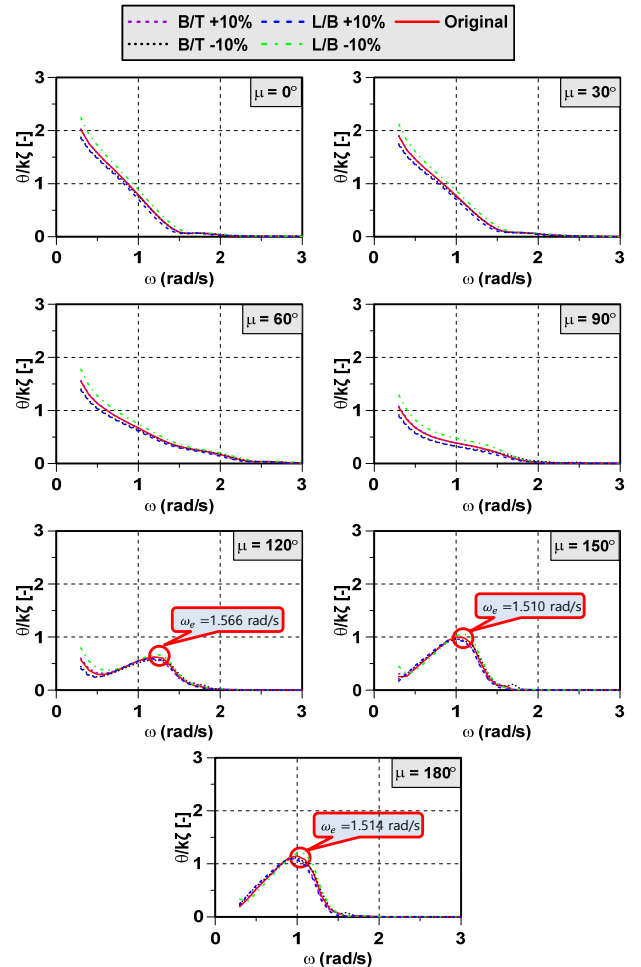 B/T +10% L/B +10% Original
B/T -10% L/B -10%
θ/kζ [-]
3
2
1
0
μ = 0°
0 1 2 3
ω (rad/s)
θ/kζ [-]
3
2
1
0
μ = 30°
0 1 2 3
ω (rad/s)
θ/kζ [-]
3
2
1
0
μ = 60°
0 1 2 3
ω (rad/s)
θ/kζ [-]
3
2
1
0
μ = 90°
0 1 2 3
ω (rad/s)
θ/kζ [-]
3
2
1
0
μ = 120°
ωₑ =1.566 rad/s
0 1 2 3
ω (rad/s)
θ/kζ [-]
3
2
1
0
μ = 150°
ωₑ =1.510 rad/s
0 1 2 3
ω (rad/s)
θ/kζ [-]
3
2
1
0
μ = 180°
ωₑ =1.514 rad/s
0 1 2 3
ω (rad/s)